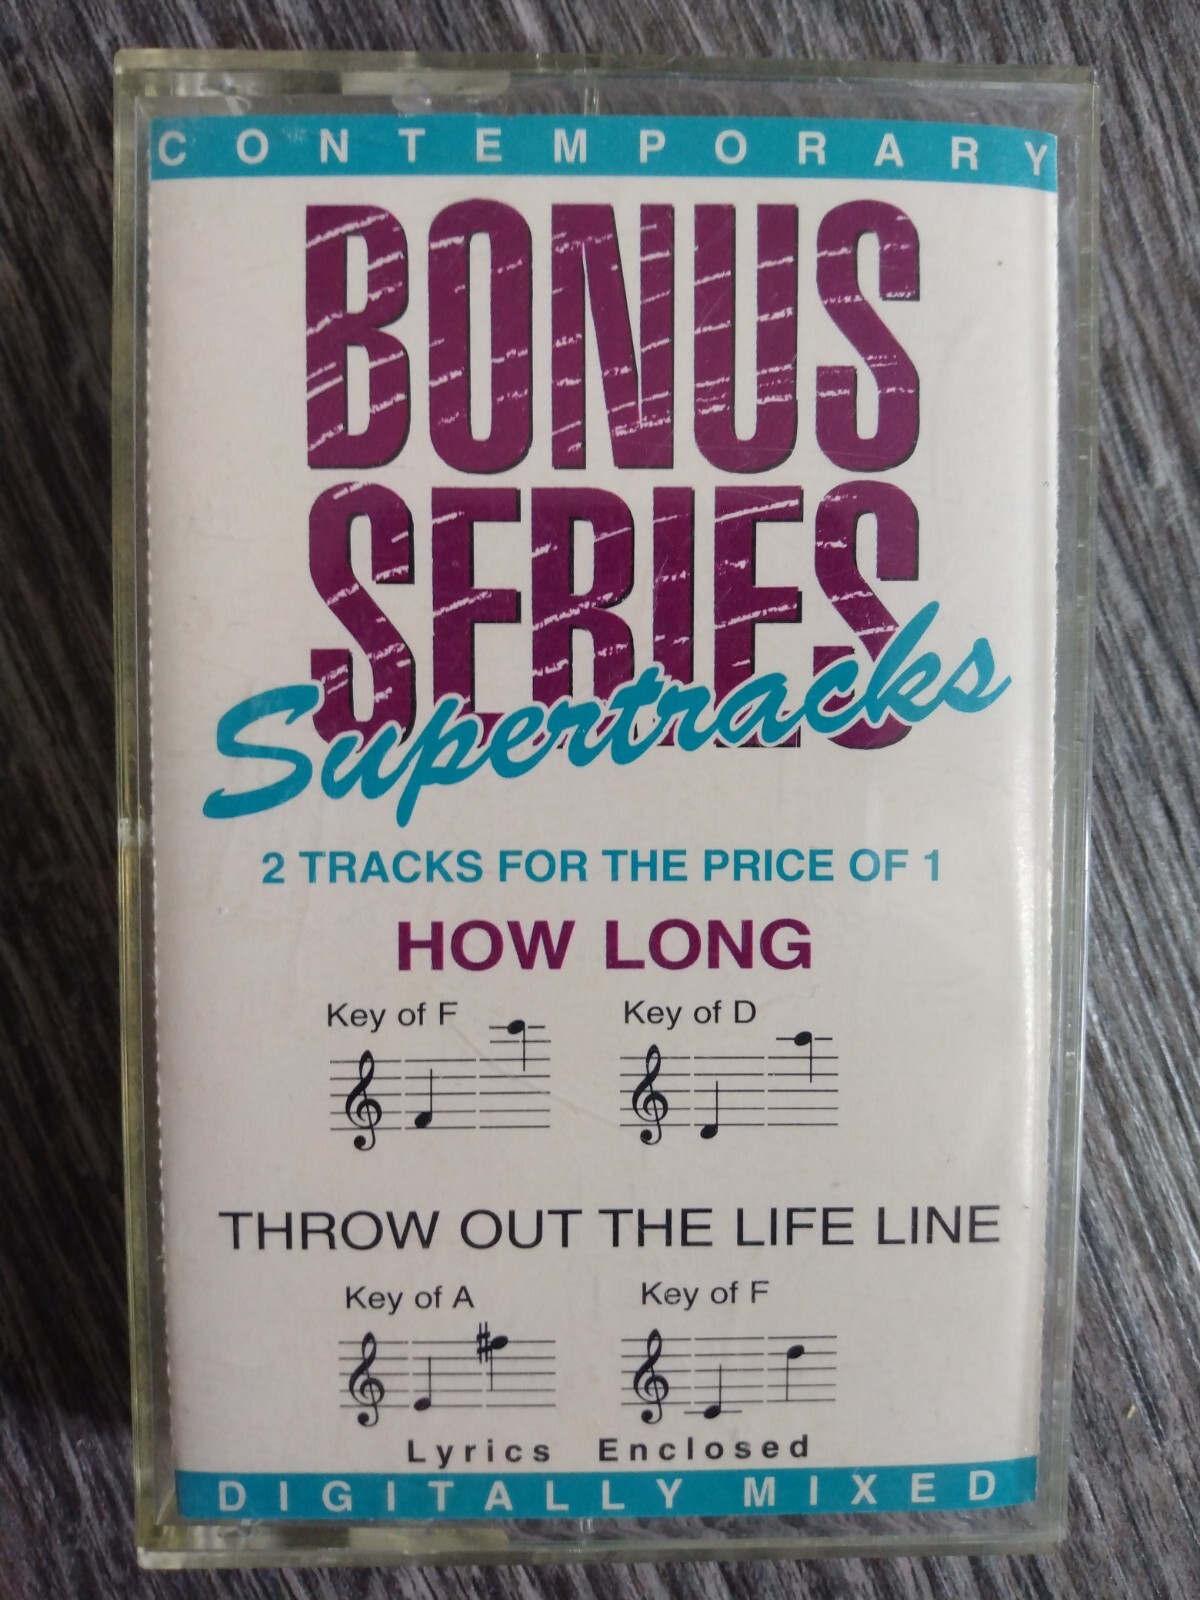 CONTEMPORARY
BONUS
SERIES
Supertracks
2 TRACKS FOR THE PRICE OF 1
HOW LONG
Key of F Key of D
THROW OUT THE LIFE LINE
Key of A Key of F
Lyrics Enclosed
DIGITALLY MIXED